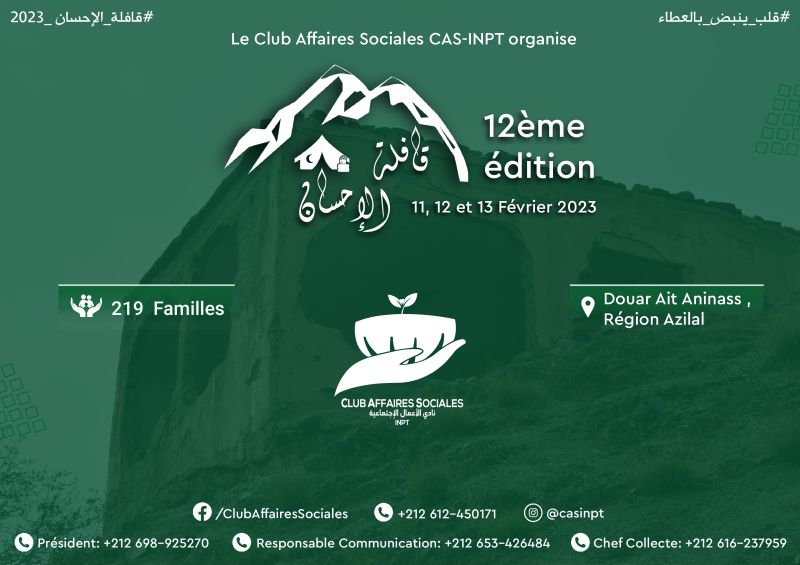 #قافلة_الإحسان_2023
#قلب_ينبض_بالعطاء
Le Club Affaires Sociales CAS-INPT organise
قافلة
الإحسان
12ème
édition
11, 12 et 13 Février 2023
219 Familles
Douar Ait Aninass ,
Région Azilal
CLUB AFFAIRES SOCIALES
نادي الأعمال الإجتماعية
INPT
/ClubAffairesSociales
+212 612-450171
@casinpt
Président: +212 698-925270
Responsable Communication: +212 653-426484
Chef Collecte: +212 616-237959